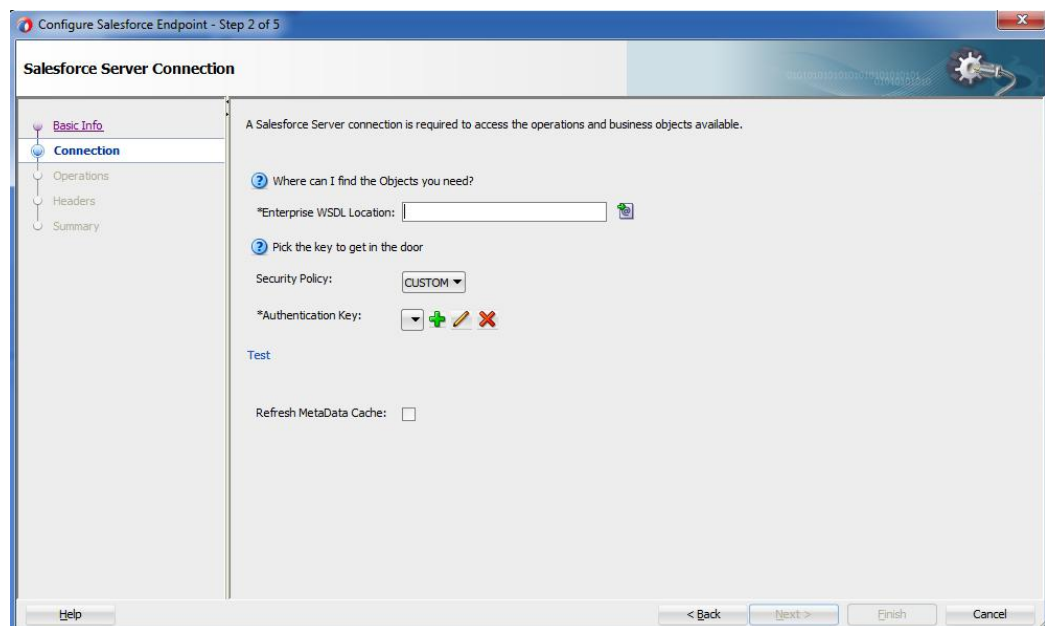 Configure Salesforce Endpoint - Step 2 of 5
Salesforce Server Connection
Basic Info
Connection
Operations
Headers
Summary
A Salesforce Server connection is required to access the operations and business objects available.
Where can I find the Objects you need?
*Enterprise WSDL Location:
Pick the key to get in the door
Security Policy: CUSTOM
*Authentication Key:
Test
Refresh MetaData Cache:
Help < Back Next > Finish Cancel